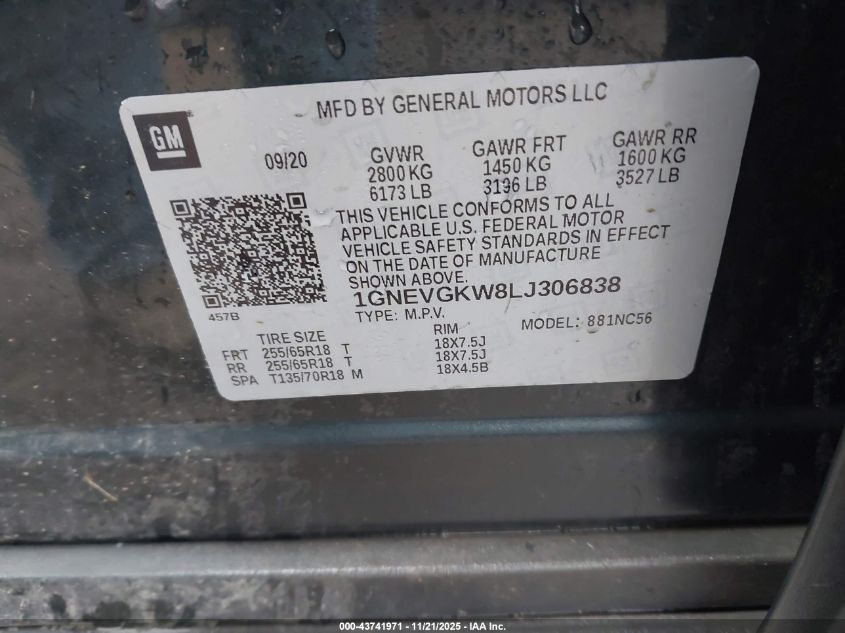 MFD BY GENERAL MOTORS LLC
GM
09/20
GVWR
2800 KG
6173 LB
GAWR FRT
1450 KG
3196 LB
GAWR RR
1600 KG
3527 LB
THIS VEHICLE CONFORMS TO ALL
APPLICABLE U.S. FEDERAL MOTOR
VEHICLE SAFETY STANDARDS IN EFFECT
ON THE DATE OF MANUFACTURE
SHOWN ABOVE.
457B
1GNEVGKW8LJ306838
TYPE: M.P.V.
MODEL: 881NC56
TIRE SIZE RIM
FRT 255/65R18 T 18X7.5J
RR 255/65R18 T 18X7.5J
SPA T135/70R18 M 18X4.5B
000-43741971 - 11/21/2025 - IAA Inc.